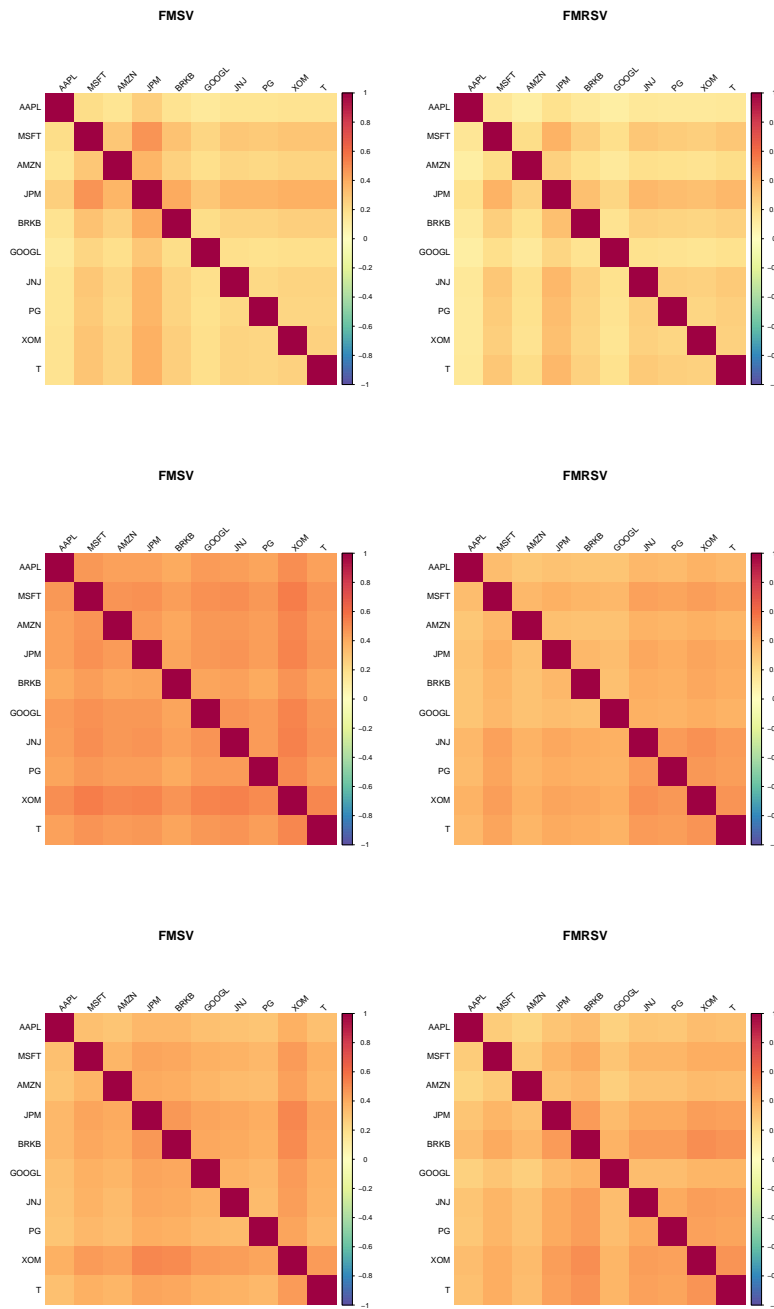 FMSV
FMRSV
AAPL MSFT AMZN JPM BRKB GOOGL JNJ PG XOM T
AAPL MSFT AMZN JPM BRKB GOOGL JNJ PG XOM T
AAPL
MSFT
AMZN
JPM
BRKB
GOOGL
JNJ
PG
XOM
T
1
0.8
0.6
0.4
0.2
0
−0.2
−0.4
−0.6
−0.8
−1
AAPL
MSFT
AMZN
JPM
BRKB
GOOGL
JNJ
PG
XOM
T
FMSV
FMRSV
AAPL MSFT AMZN JPM BRKB GOOGL JNJ PG XOM T
AAPL MSFT AMZN JPM BRKB GOOGL JNJ PG XOM T
AAPL
MSFT
AMZN
JPM
BRKB
GOOGL
JNJ
PG
XOM
T
1
0.8
0.6
0.4
0.2
0
−0.2
−0.4
−0.6
−0.8
−1
AAPL
MSFT
AMZN
JPM
BRKB
GOOGL
JNJ
PG
XOM
T
FMSV
FMRSV
AAPL MSFT AMZN JPM BRKB GOOGL JNJ PG XOM T
AAPL MSFT AMZN JPM BRKB GOOGL JNJ PG XOM T
AAPL
MSFT
AMZN
JPM
BRKB
GOOGL
JNJ
PG
XOM
T
1
0.8
0.6
0.4
0.2
0
−0.2
−0.4
−0.6
−0.8
−1
AAPL
MSFT
AMZN
JPM
BRKB
GOOGL
JNJ
PG
XOM
T